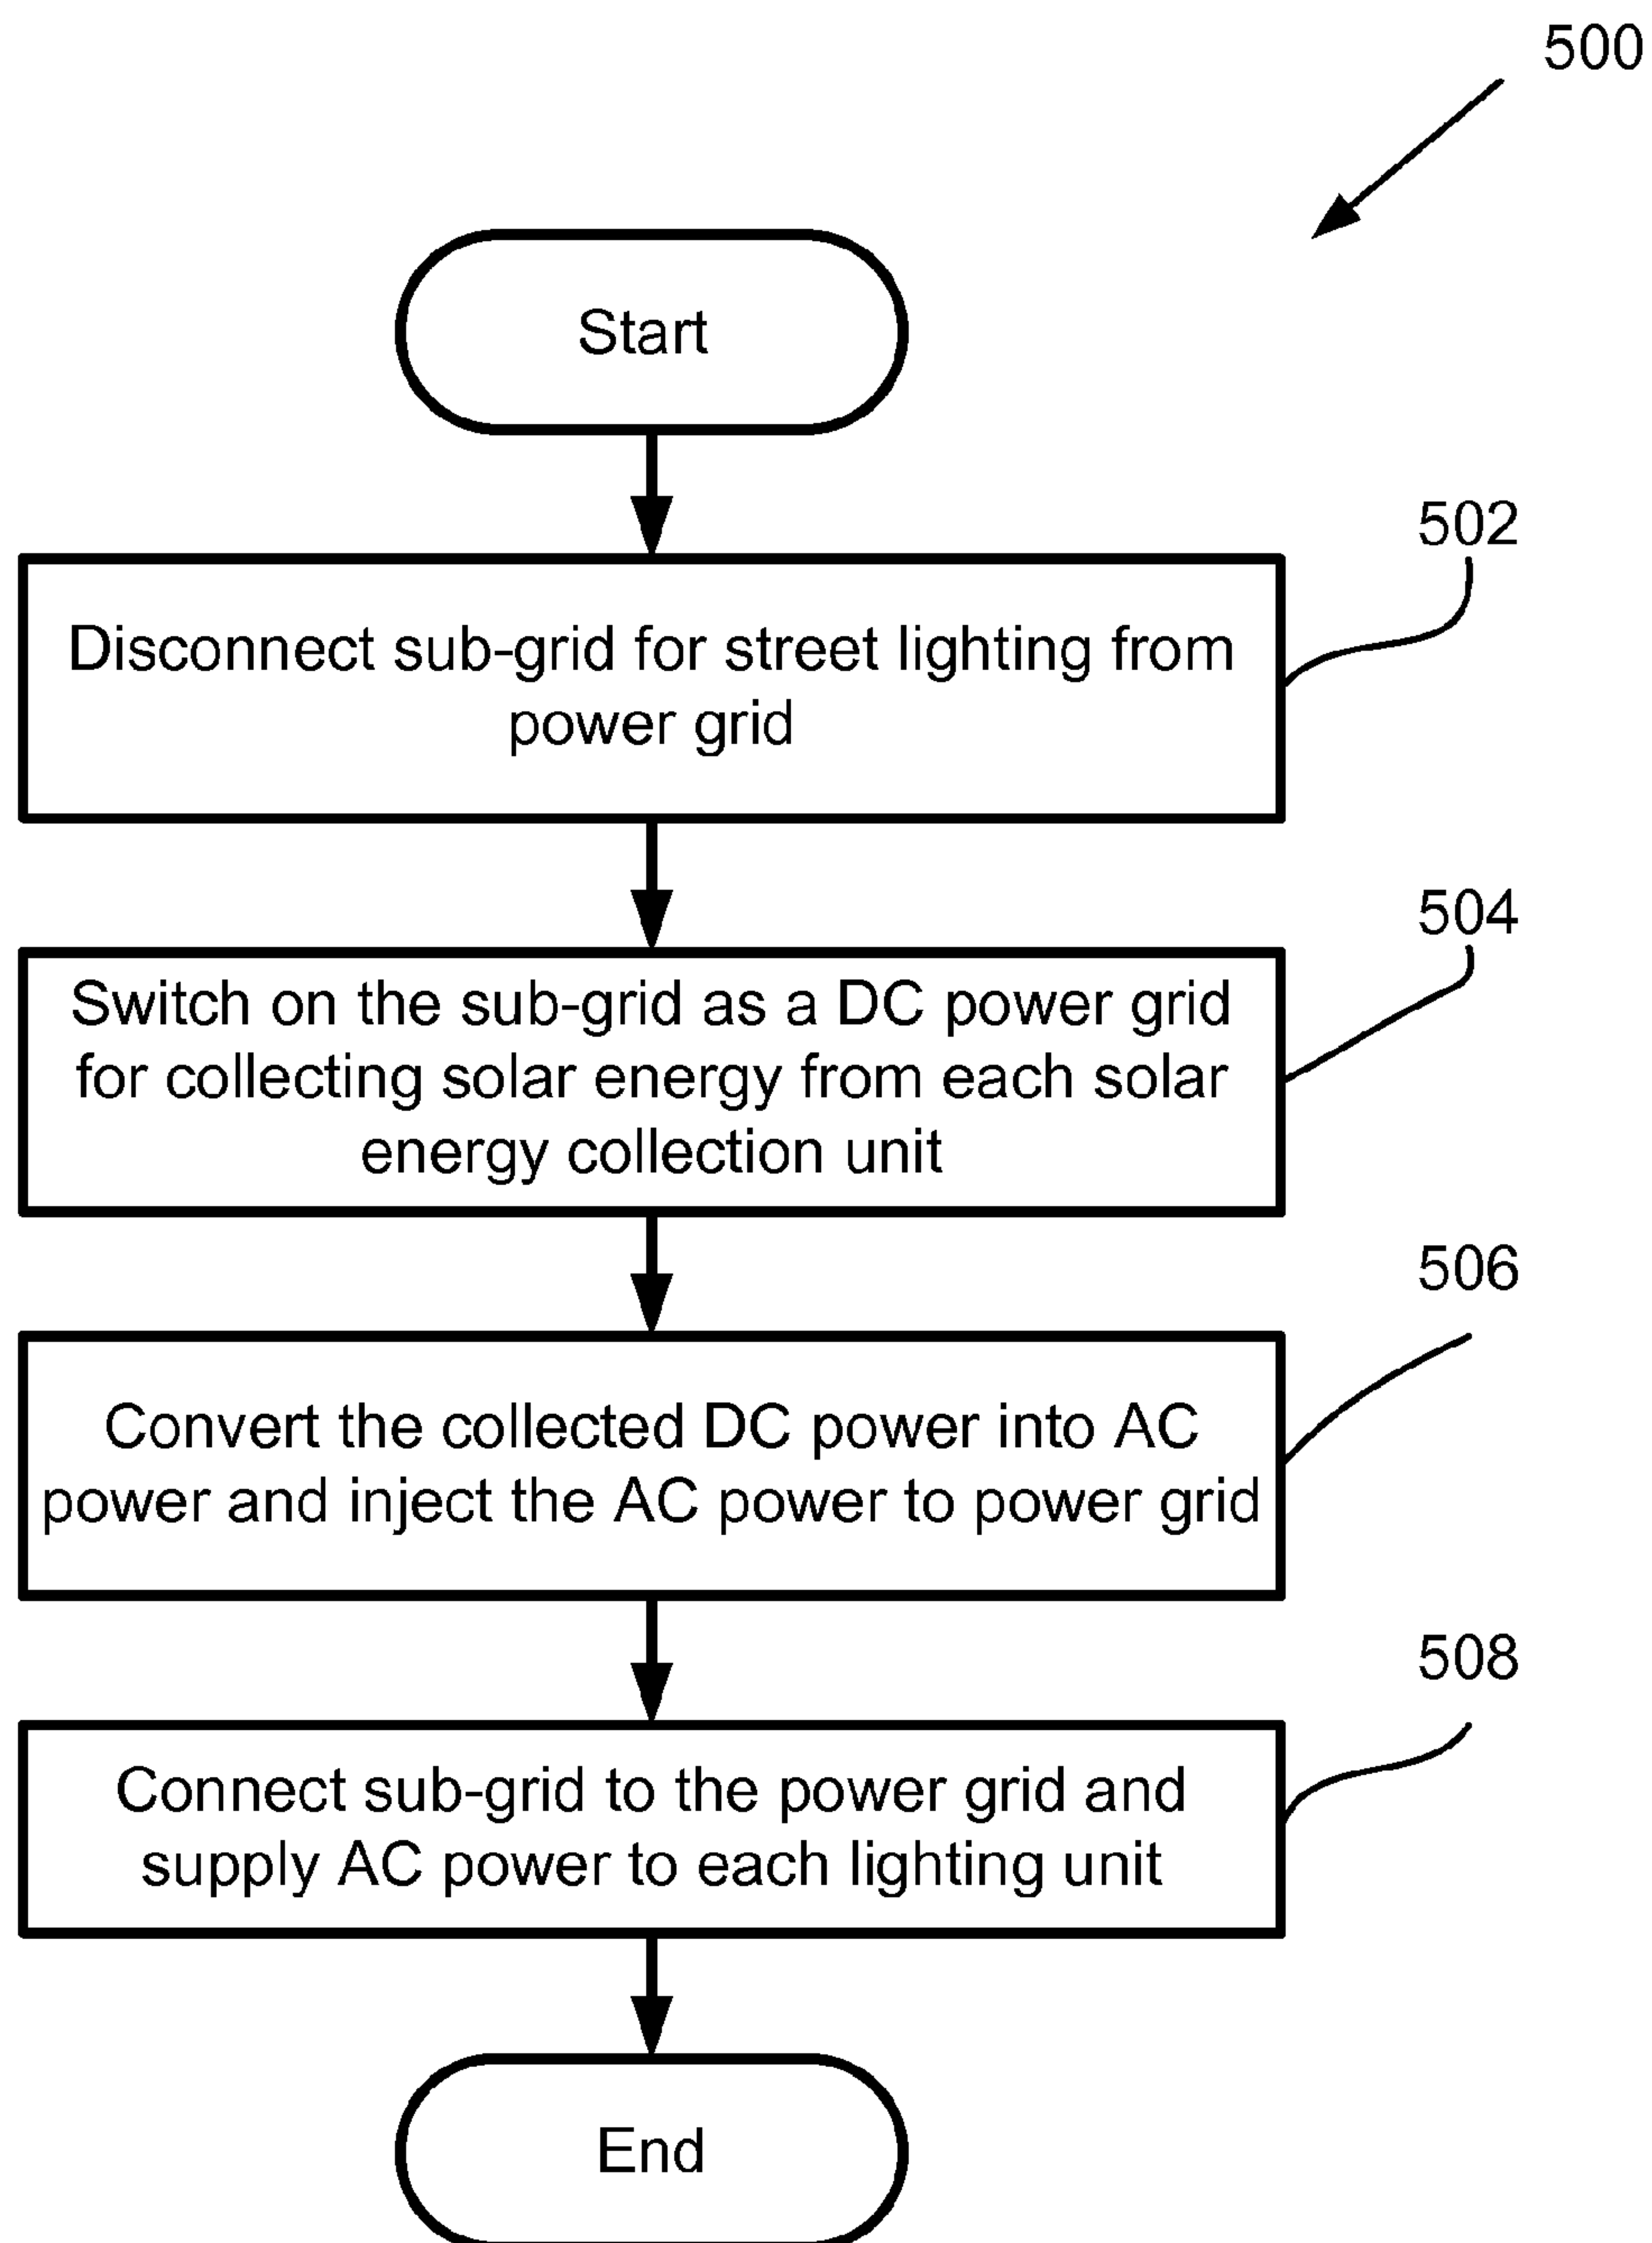 500
Start
502
Disconnect sub-grid for street lighting from
power grid
504
Switch on the sub-grid as a DC power grid
for collecting solar energy from each solar
energy collection unit
506
Convert the collected DC power into AC
power and inject the AC power to power grid
508
Connect sub-grid to the power grid and
supply AC power to each lighting unit
End